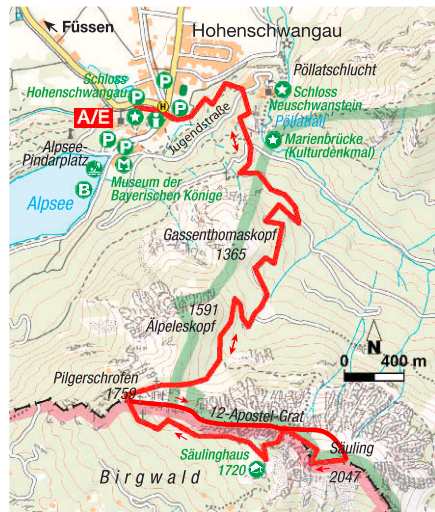 Füssen
Hohenschwangau
Schloss
Hohenschwangau
P
P
P
H
i
A/E
Pöllatschlucht
Schloss
Neuschwanstein
Pöllatfall
Marienbrücke
(Kulturdenkmal)
Jugendstraße
Alpsee-
Pindarplatz
P
P
M
B
Museum der
Bayerischen Könige
Alpsee
Gassenthomaskopf
1365
1591
Älpeleskopf
N
0 400 m
Pilgerschrofen
1759
12-Apostel-Grat
Säuling
2047
Säulinghaus
1720
Birgwald